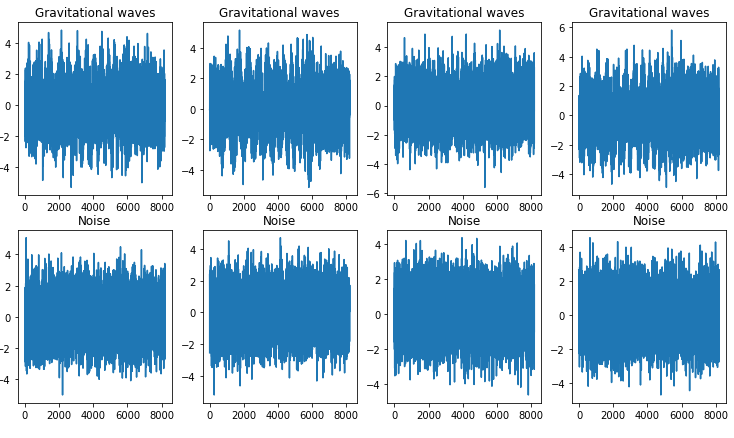 Gravitational waves Gravitational waves Gravitational waves Gravitational waves
4 4 4 6
2 2 2 4
0 0 0 2
−2 −2 −2 0
−4 −4 −4 −2
−6 −4
0 2000 4000 6000 8000 0 2000 4000 6000 8000 0 2000 4000 6000 8000 0 2000 4000 6000 8000
Noise Noise Noise Noise
4 4 4 4
2 2 2 2
0 0 0 0
−2 −2 −2 −2
−4 −4 −4 −4
0 2000 4000 6000 8000 0 2000 4000 6000 8000 0 2000 4000 6000 8000 0 2000 4000 6000 8000